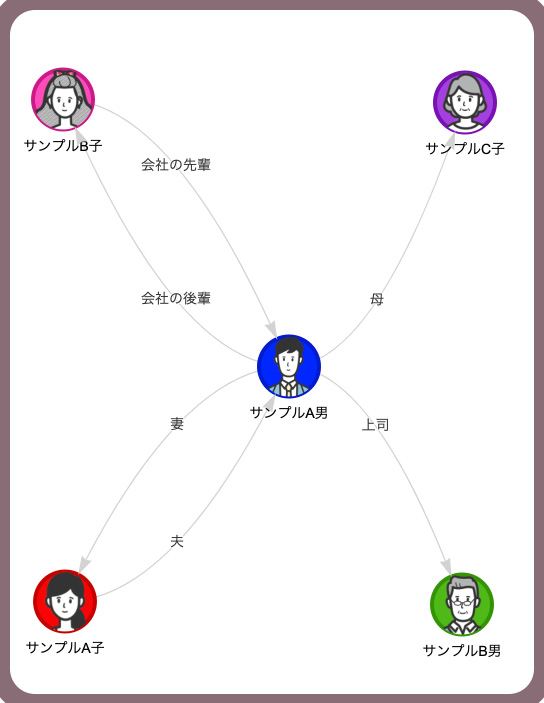 サンプルB子
サンプルC子
会社の先輩
会社の後輩
母
サンプルA男
妻
上司
夫
サンプルA子
サンプルB男